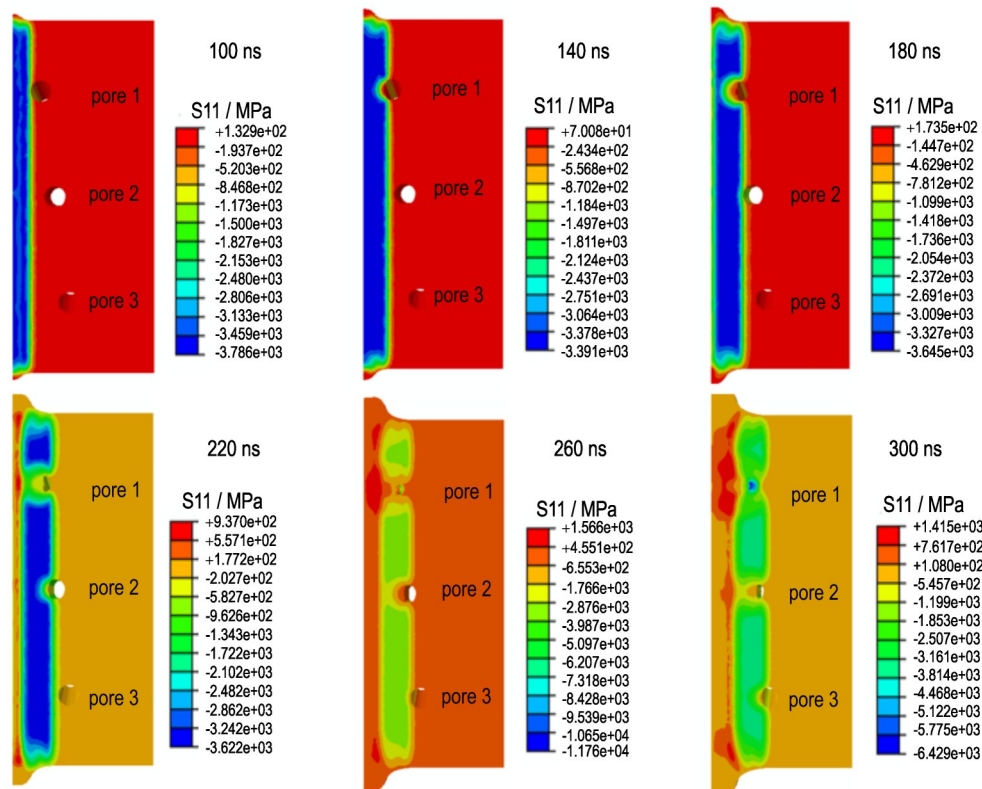 100 ns
pore 1
S11 / MPa
+1.329e+02
-1.937e+02
-5.203e+02
-8.468e+02
-1.173e+03
-1.500e+03
-1.827e+03
-2.153e+03
-2.480e+03
-2.806e+03
-3.133e+03
-3.459e+03
-3.786e+03
pore 2
pore 3
140 ns
pore 1
S11 / MPa
+7.008e+01
-2.434e+02
-5.568e+02
-8.702e+02
-1.184e+03
-1.497e+03
-1.811e+03
-2.124e+03
-2.437e+03
-2.751e+03
-3.064e+03
-3.378e+03
-3.391e+03
pore 2
pore 3
180 ns
pore 1
S11 / MPa
+1.735e+02
-1.447e+02
-4.629e+02
-7.812e+02
-1.099e+03
-1.418e+03
-1.736e+03
-2.054e+03
-2.372e+03
-2.691e+03
-3.009e+03
-3.327e+03
-3.645e+03
pore 2
pore 3
220 ns
pore 1
S11 / MPa
+9.370e+02
+5.571e+02
+1.772e+02
-2.027e+02
-5.827e+02
-9.626e+02
-1.343e+03
-1.722e+03
-2.102e+03
-2.482e+03
-2.862e+03
-3.242e+03
-3.622e+03
pore 2
pore 3
260 ns
pore 1
S11 / MPa
+1.566e+03
+4.551e+02
-6.553e+02
-1.766e+03
-2.876e+03
-3.987e+03
-5.097e+03
-6.207e+03
-7.318e+03
-8.428e+03
-9.539e+03
-1.065e+04
-1.176e+04
pore 2
pore 3
300 ns
pore 1
S11 / MPa
+1.415e+03
+7.617e+02
+1.080e+02
-5.457e+02
-1.199e+03
-1.853e+03
-2.507e+03
-3.161e+03
-3.814e+03
-4.468e+03
-5.122e+03
-5.775e+03
-6.429e+03
pore 2
pore 3